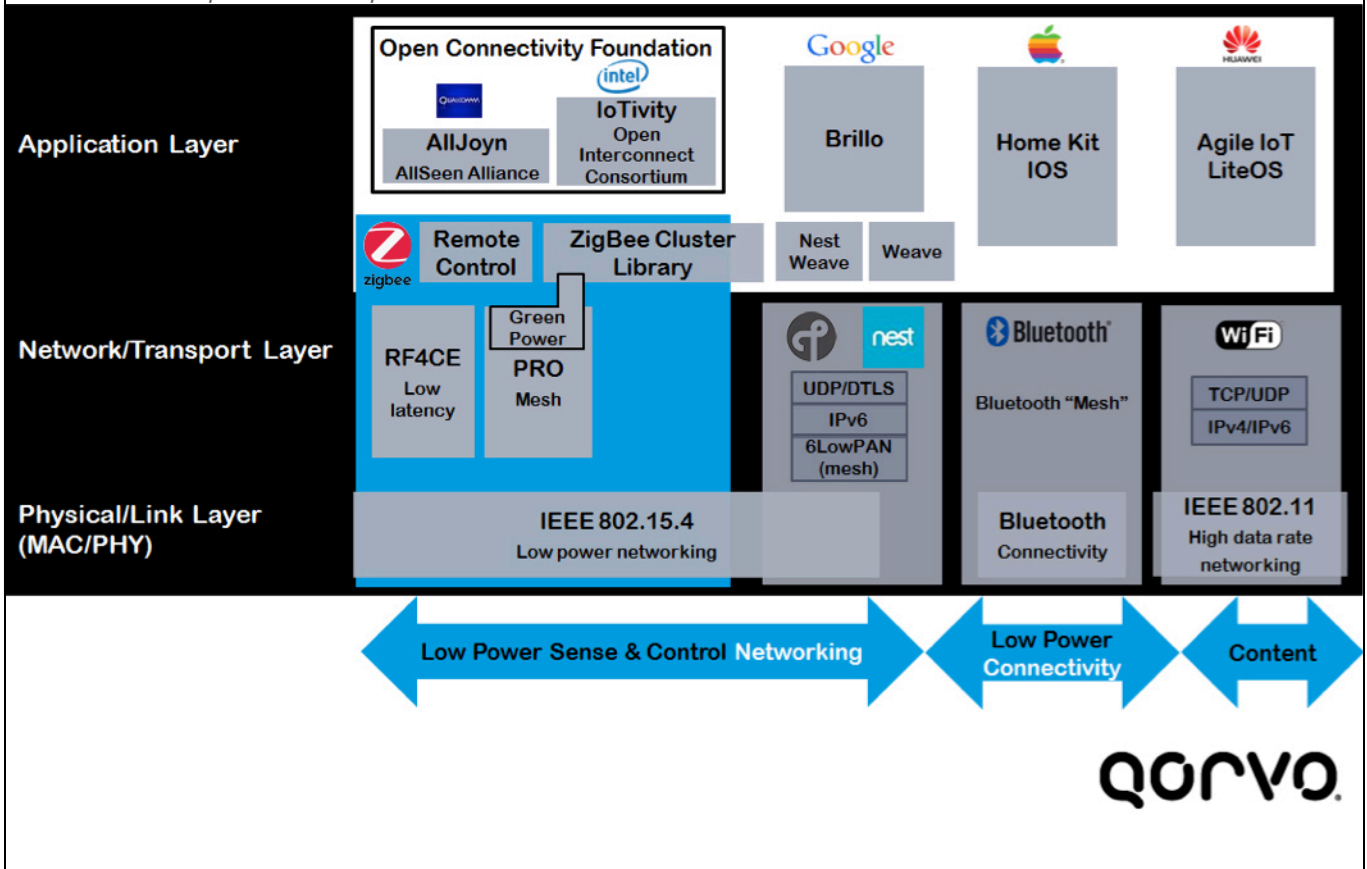 Open Connectivity Foundation
Google
intel
HUAWEI
QUALCOMM
IoTivity
Open
Interconnect
Consortium
AllJoyn
AllSeen Alliance
Application Layer
Brillo
Home Kit
IOS
Agile IoT
LiteOS
zigbee
Remote
Control
ZigBee Cluster
Library
Nest
Weave
Weave
Network/Transport Layer
RF4CE
Low
latency
Green
Power
PRO
Mesh
nest
UDP/DTLS
IPv6
6LowPAN
(mesh)
Bluetooth
Bluetooth “Mesh”
Wi Fi
TCP/UDP
IPv4/IPv6
Physical/Link Layer
(MAC/PHY)
IEEE 802.15.4
Low power networking
Bluetooth
Connectivity
IEEE 802.11
High data rate
networking
Low Power Sense & Control Networking
Low Power
Connectivity
Content
QORVO